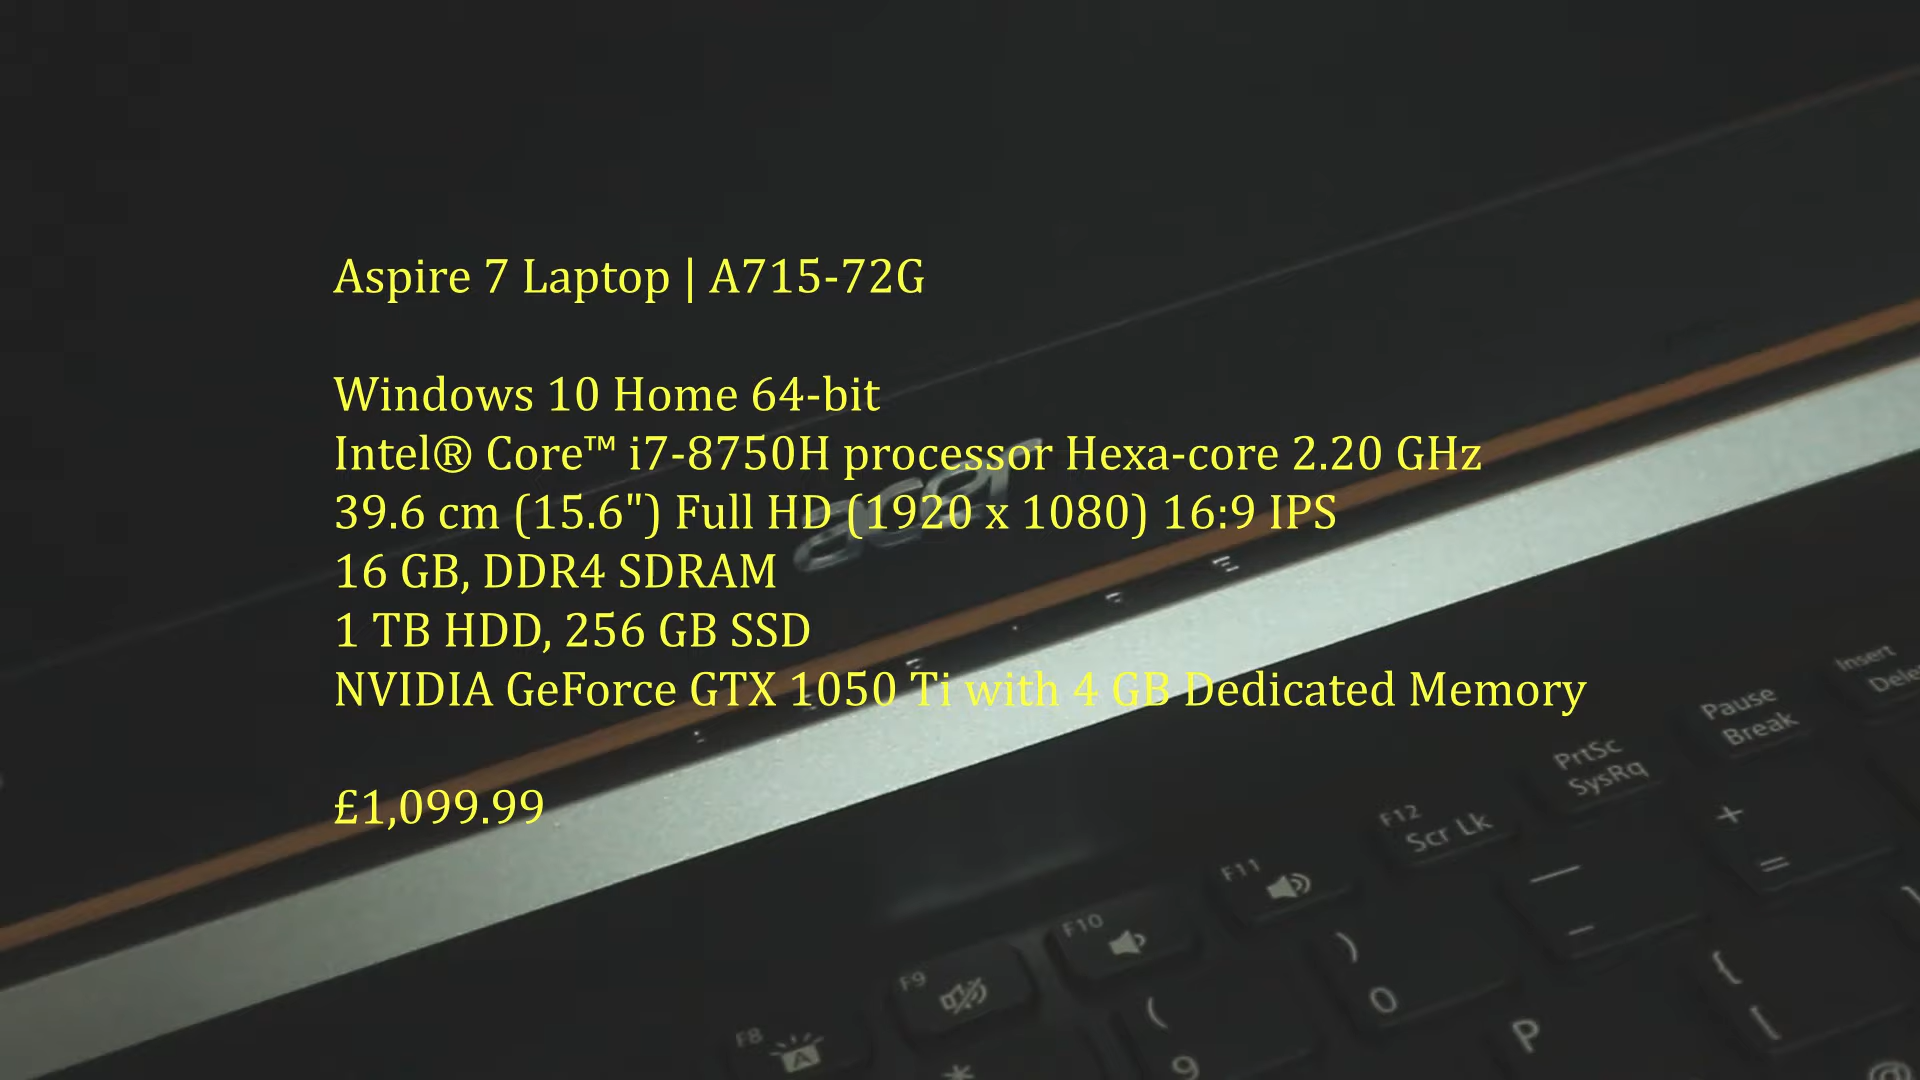 Aspire 7 Laptop | A715-72G
Windows 10 Home 64-bit
Intel® Core™ i7-8750H processor Hexa-core 2.20 GHz
acer
39.6 cm (15.6") Full HD (1920 x 1080) 16:9 IPS
16 GB, DDR4 SDRAM
1 TB HDD, 256 GB SSD
NVIDIA GeForce GTX 1050 Ti with 4 GB Dedicated Memory
£1,099.99
Insert
Pause
Break
PrtSc
SysRq
F12
Scr Lk
+
=
F11
—
_
F10
)
0
{
[
F9
(
9
P
F8
A
*
@